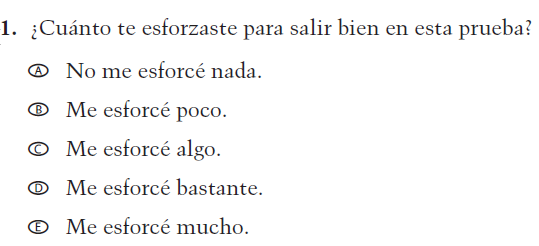 1. ¿Cuánto te esforzaste para salir bien en esta prueba?
Ⓐ No me esforcé nada.
Ⓑ Me esforcé poco.
Ⓒ Me esforcé algo.
Ⓓ Me esforcé bastante.
Ⓔ Me esforcé mucho.